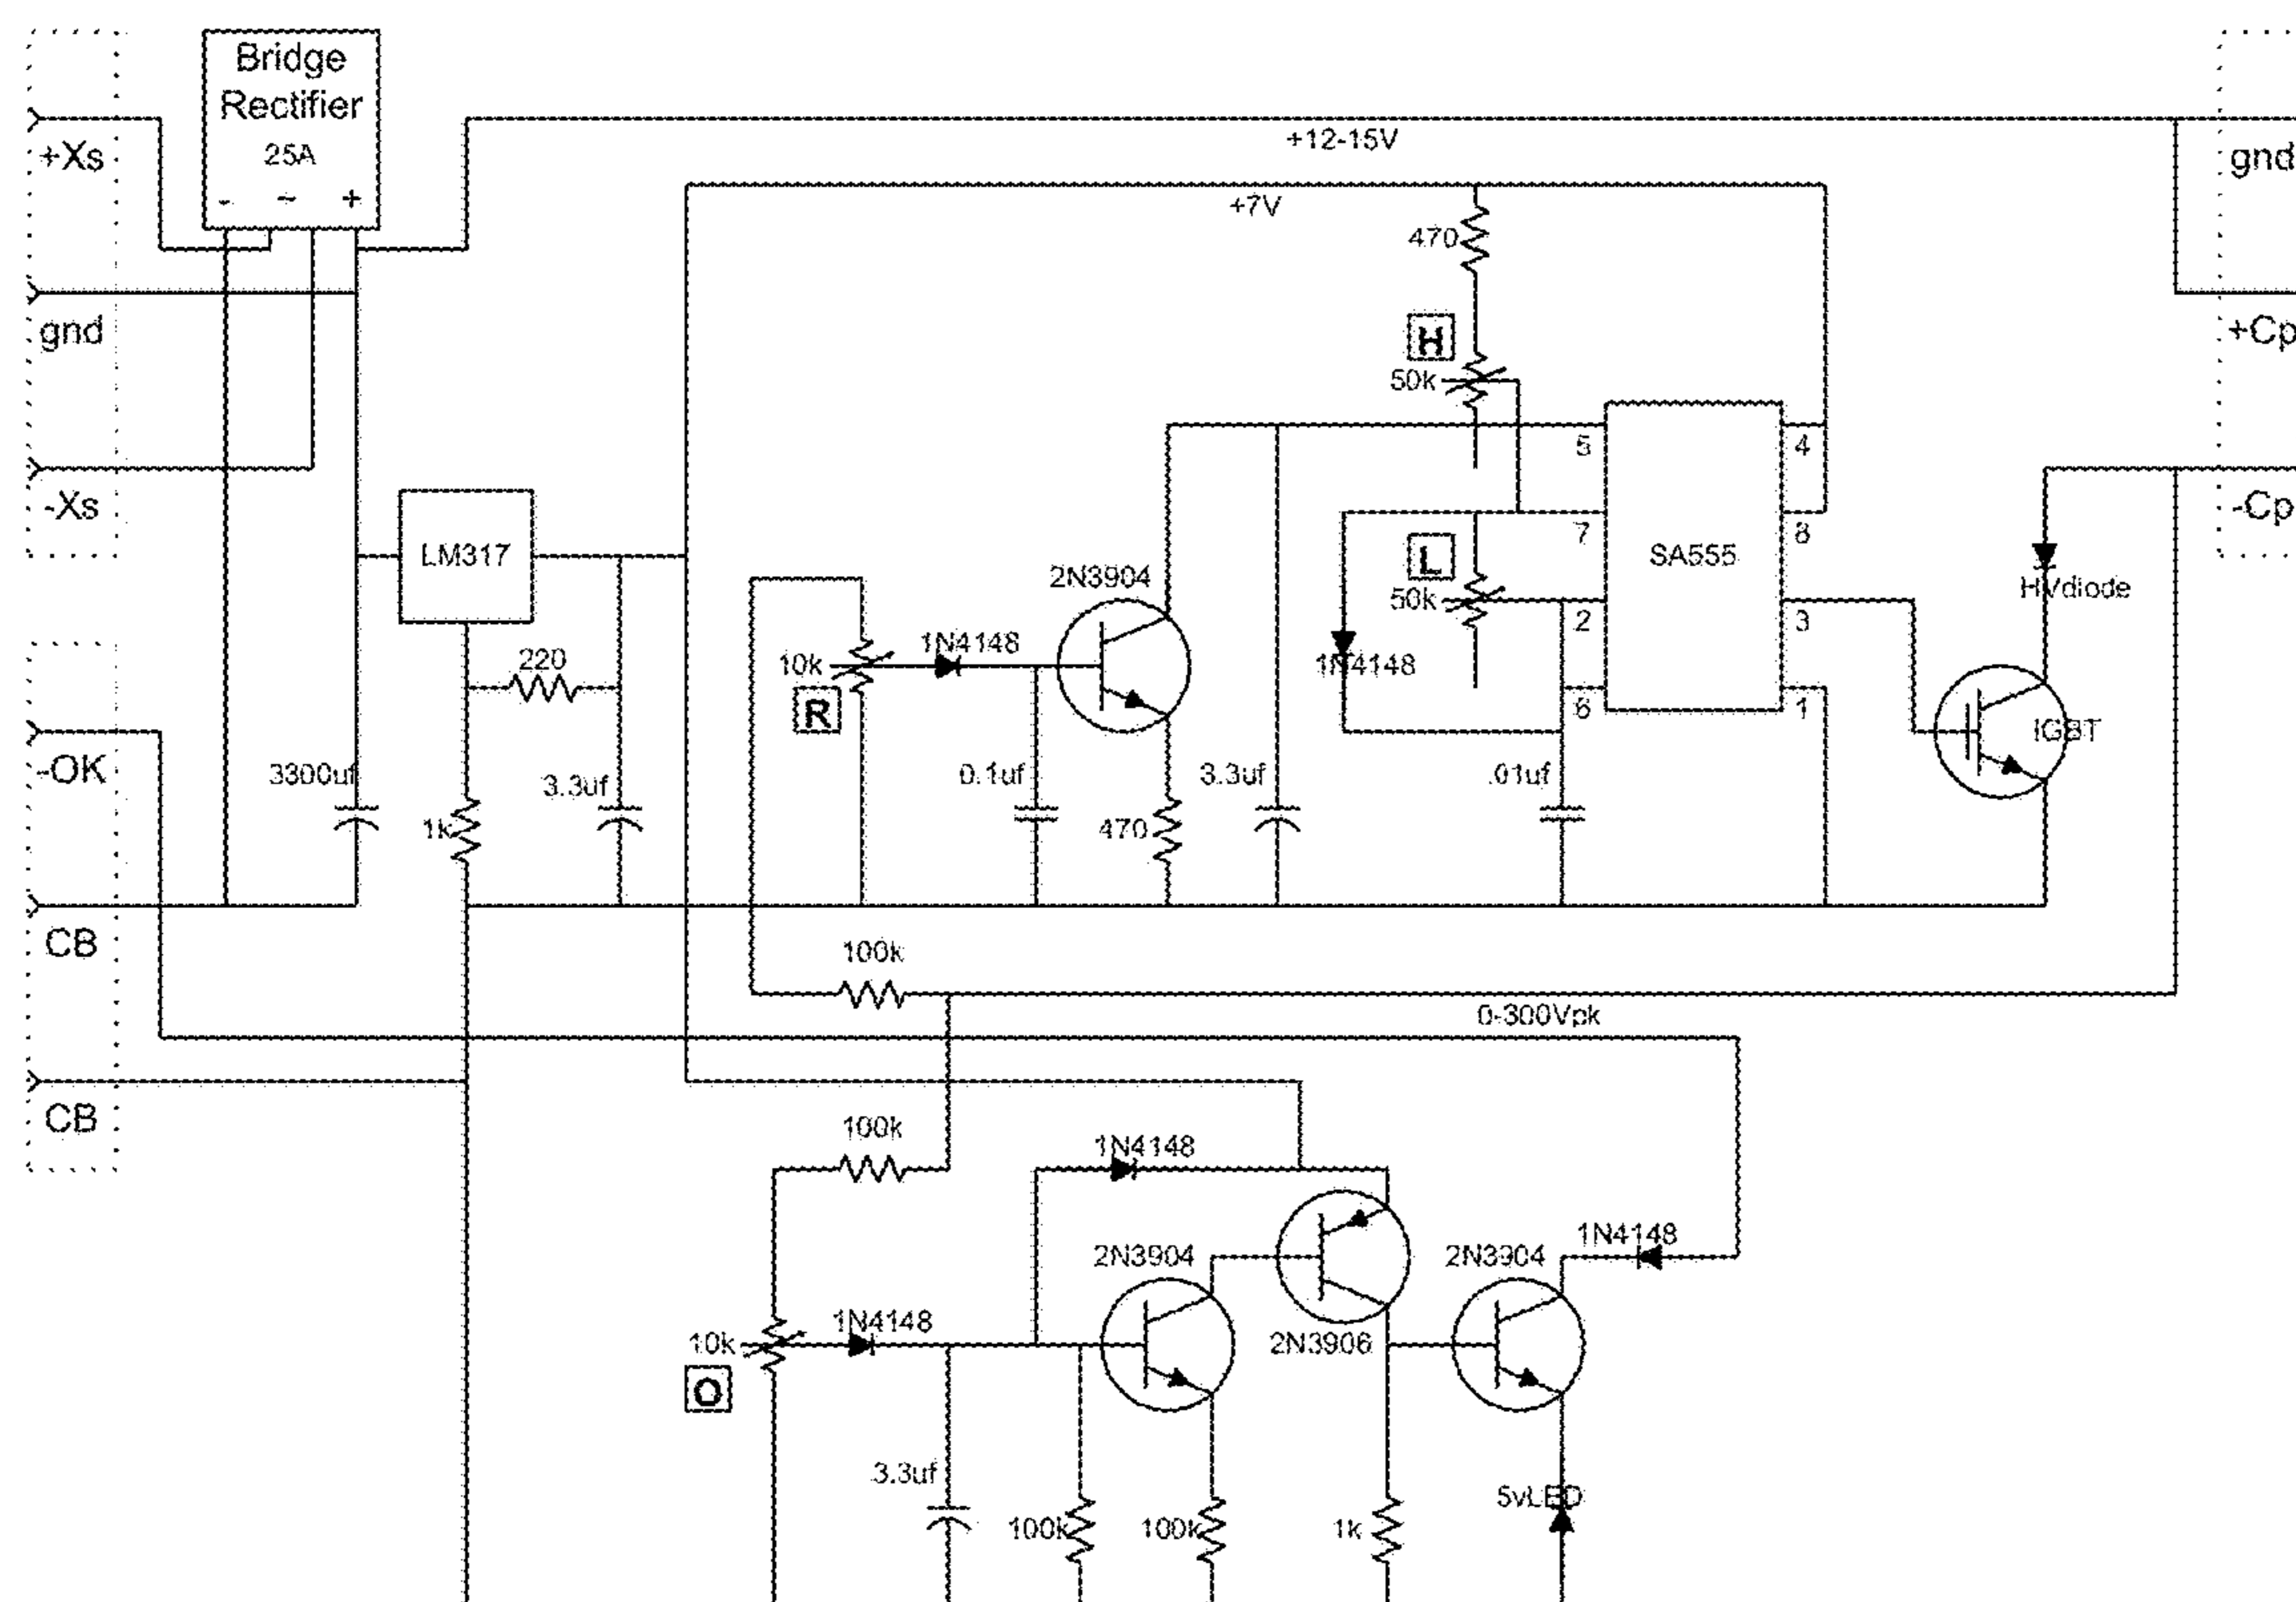 Bridge
Rectifier
25A
- ~ +
+Xs
+12-15V
gnd
+7V
470
gnd
H
+Cp
50k
5
4
-Xs
-Cp
LM317
7
SA555
8
L
2N3904
HVdiode
50k
2
3
1N4148
10k
1N4148
220
R
6
1
IGBT
-OK
3300uf
3.3uf
0.1uf
3.3uf
.01uf
1k
470
CB
100k
0-300Vpk
CB
100k
1N4148
2N3904
2N3904
1N4148
1N4148
10k
2N3906
O
3.3uf
5vLED
100k
100k
1k